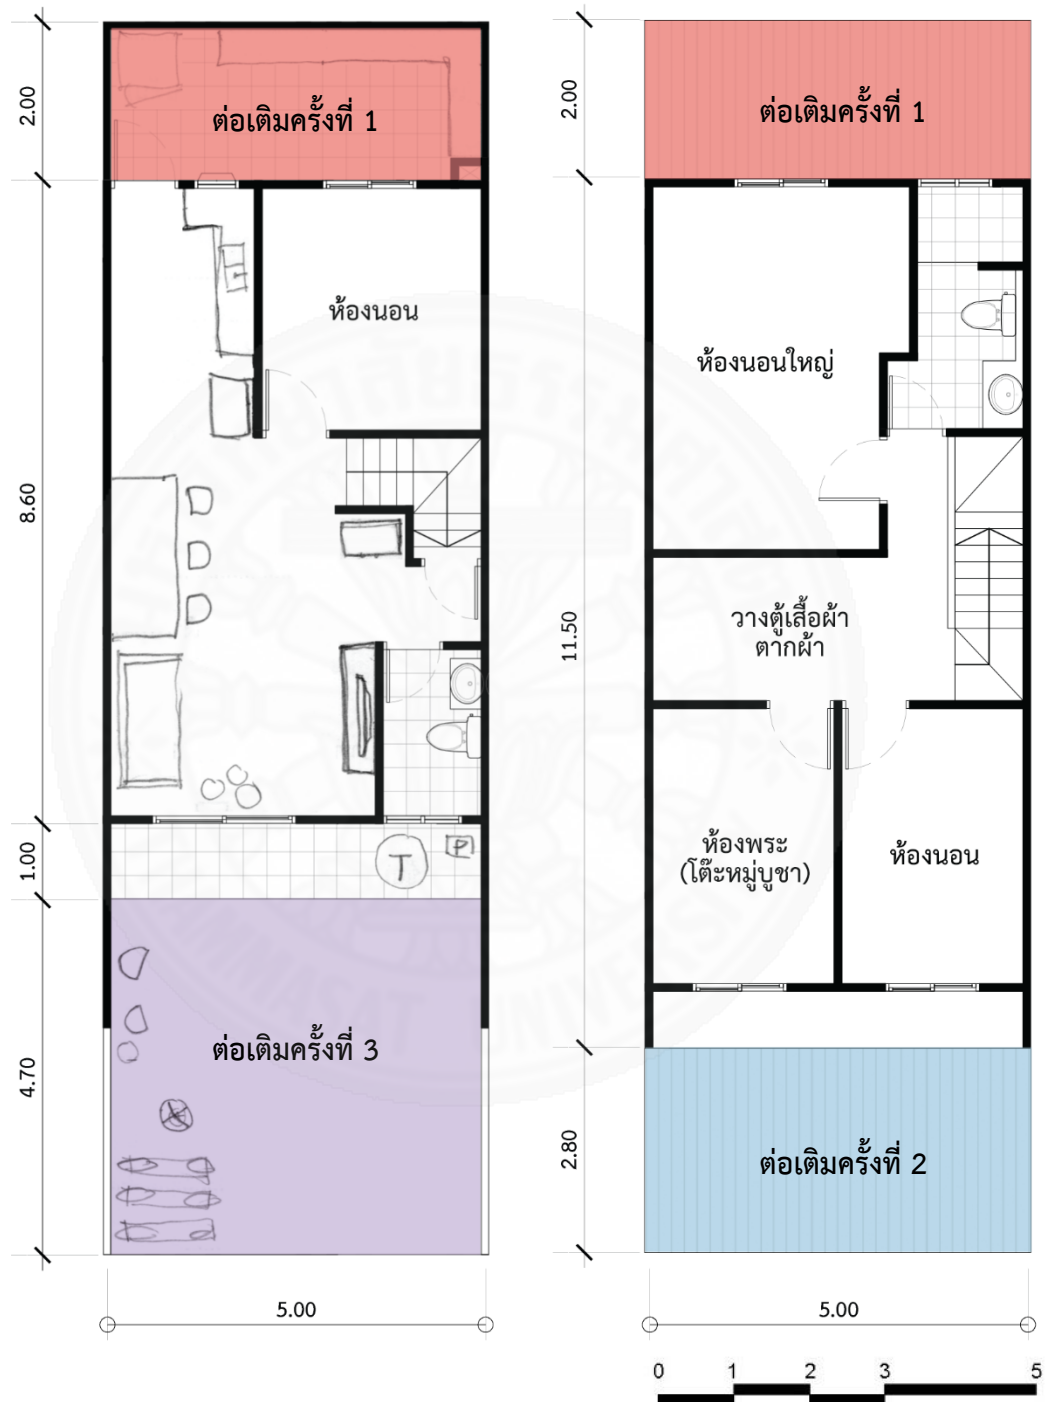 2.00
ต่อเติมครั้งที่ 1
8.60
ห้องนอน
1.00
T
P
4.70
ต่อเติมครั้งที่ 3
5.00
2.00
ต่อเติมครั้งที่ 1
11.50
ห้องนอนใหญ่
วางตู้เสื้อผ้า
ตากผ้า
ห้องพระ
(โต๊ะหมู่บูชา)
ห้องนอน
2.80
ต่อเติมครั้งที่ 2
5.00
0 1 2 3 5